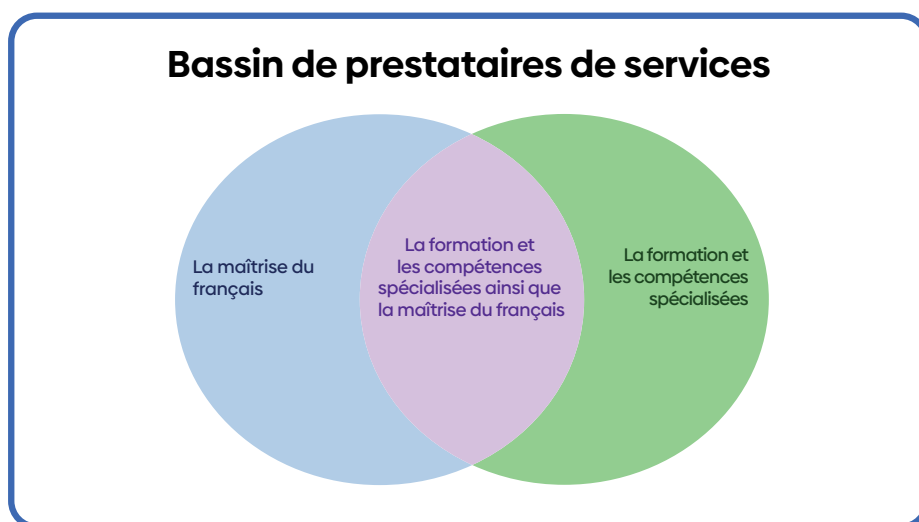 Bassin de prestataires de services
La maîtrise du
français
La formation et
les compétences
spécialisées ainsi que
la maîtrise du français
La formation et
les compétences
spécialisées